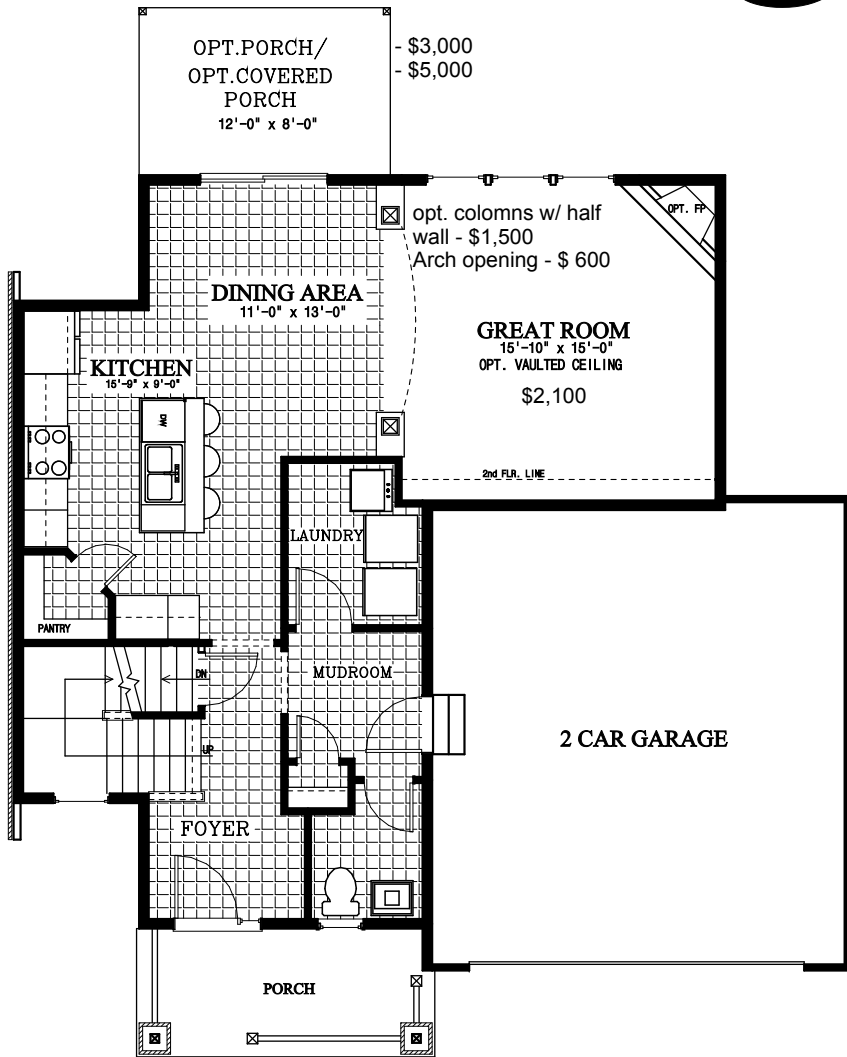 OPT.PORCH/
OPT.COVERED
PORCH
12'-0" x 8'-0"
- $3,000
- $5,000
opt. colomns w/ half
wall - $1,500
Arch opening - $ 600
OPT. FP
DINING AREA
11'-0" x 13'-0"
GREAT ROOM
15'-10" x 15'-0"
OPT. VAULTED CEILING
$2,100
KITCHEN
15'-9" x 9'-0"
DW
2nd FLR. LINE
LAUNDRY
PANTRY
MUDROOM
DN
UP
2 CAR GARAGE
FOYER
PORCH